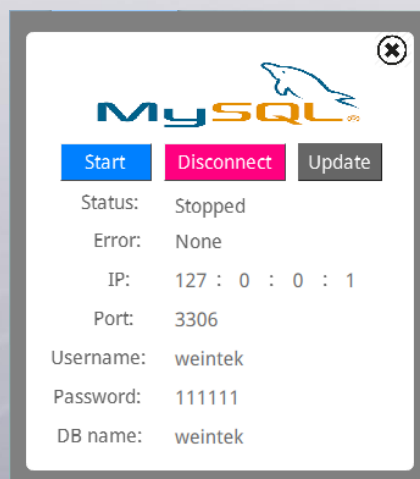 MySQL
Start Disconnect Update
Status: Stopped
Error: None
IP: 127 : 0 : 0 : 1
Port: 3306
Username: weintek
Password: 111111
DB name: weintek